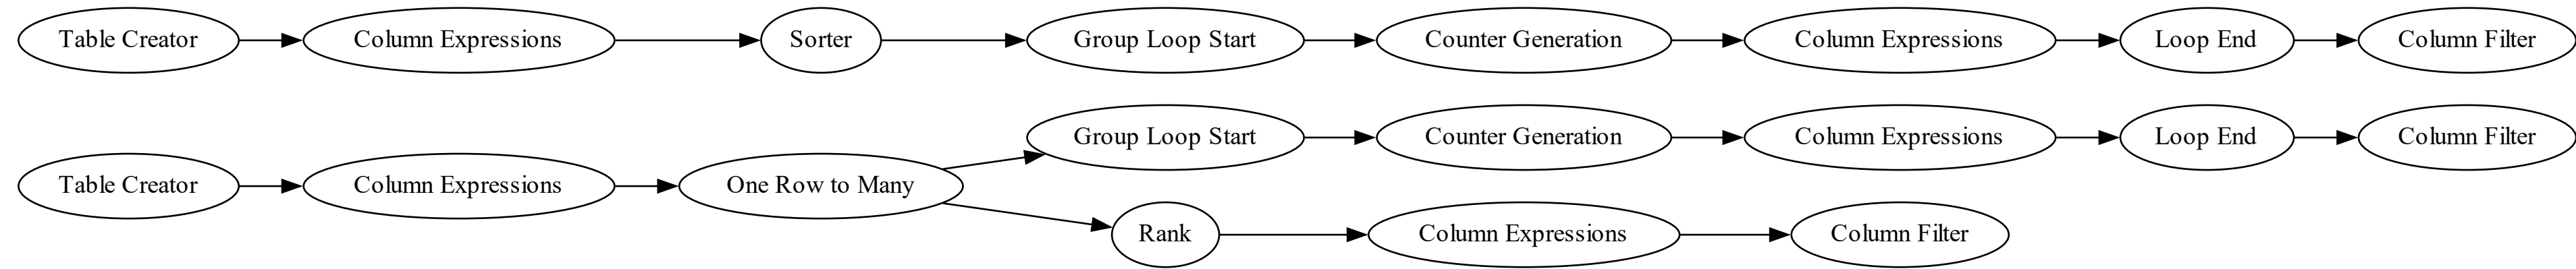 Table Creator
Column Expressions
Sorter
Group Loop Start
Counter Generation
Column Expressions
Loop End
Column Filter
Group Loop Start
Counter Generation
Column Expressions
Loop End
Column Filter
Table Creator
Column Expressions
One Row to Many
Rank
Column Expressions
Column Filter